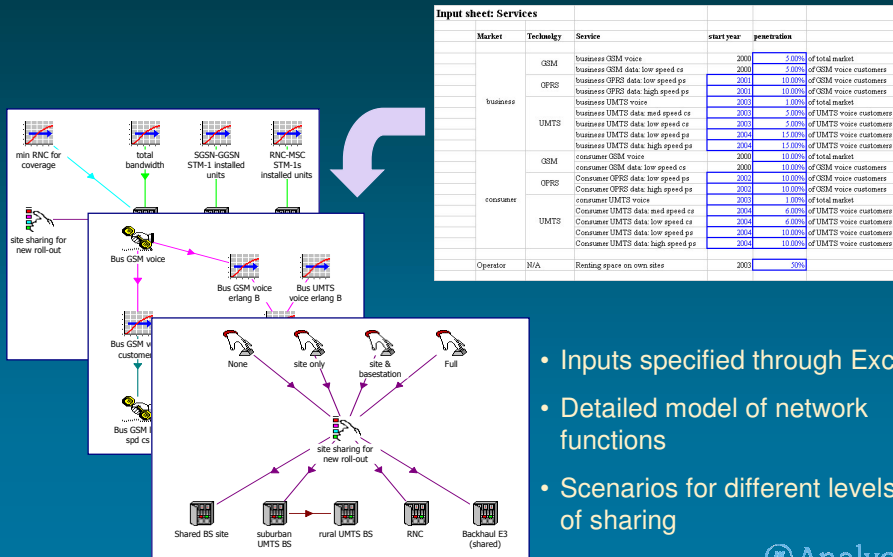 Input sheet: Services
Market Technolgy Service start year penetration
business GSM business GSM voice 2000 5.00% of total market
business GSM data: low speed cs 2000 5.00% of GSM voice customers
GPRS business GPRS data: low speed ps 2001 10.00% of GSM voice customers
business GPRS data: high speed ps 2001 10.00% of GSM voice customers
UMTS business UMTS voice 2003 1.00% of total market
business UMTS data: med speed cs 2003 5.00% of UMTS voice customers
business UMTS data: low speed cs 2003 5.00% of UMTS voice customers
business UMTS data: low speed ps 2004 15.00% of UMTS voice customers
business UMTS data: high speed ps 2004 15.00% of UMTS voice customers
consumer GSM consumer GSM voice 2000 10.00% of total market
consumer GSM data: low speed cs 2000 10.00% of GSM voice customers
GPRS Consumer GPRS data: low speed ps 2002 10.00% of GSM voice customers
Consumer GPRS data: high speed ps 2002 10.00% of GSM voice customers
UMTS consumer UMTS voice 2003 1.00% of total market
Consumer UMTS data: med speed cs 2004 6.00% of UMTS voice customers
Consumer UMTS data: low speed cs 2004 6.00% of UMTS voice customers
Consumer UMTS data: low speed ps 2004 10.00% of UMTS voice customers
Consumer UMTS data: high speed ps 2004 10.00% of UMTS voice customers
Operator N/A Renting space on own sites 2003 50%
min RNC for
coverage
total
bandwidth
SGSN-GGSN
STM-1 installed
units
RNC-MSC
STM-1s
installed units
site sharing for
new roll-out
Bus GSM voice
Bus GSM voice
erlang B
Bus UMTS
voice erlang B
Bus GSM v
customer
Bus GSM l
spd cs
None
site only
site &
basestation
Full
site sharing for
new roll-out
Shared BS site
suburban
UMTS BS
rural UMTS BS
RNC
Backhaul E3
(shared)
• Inputs specified through Exc
• Detailed model of network
functions
• Scenarios for different levels
of sharing